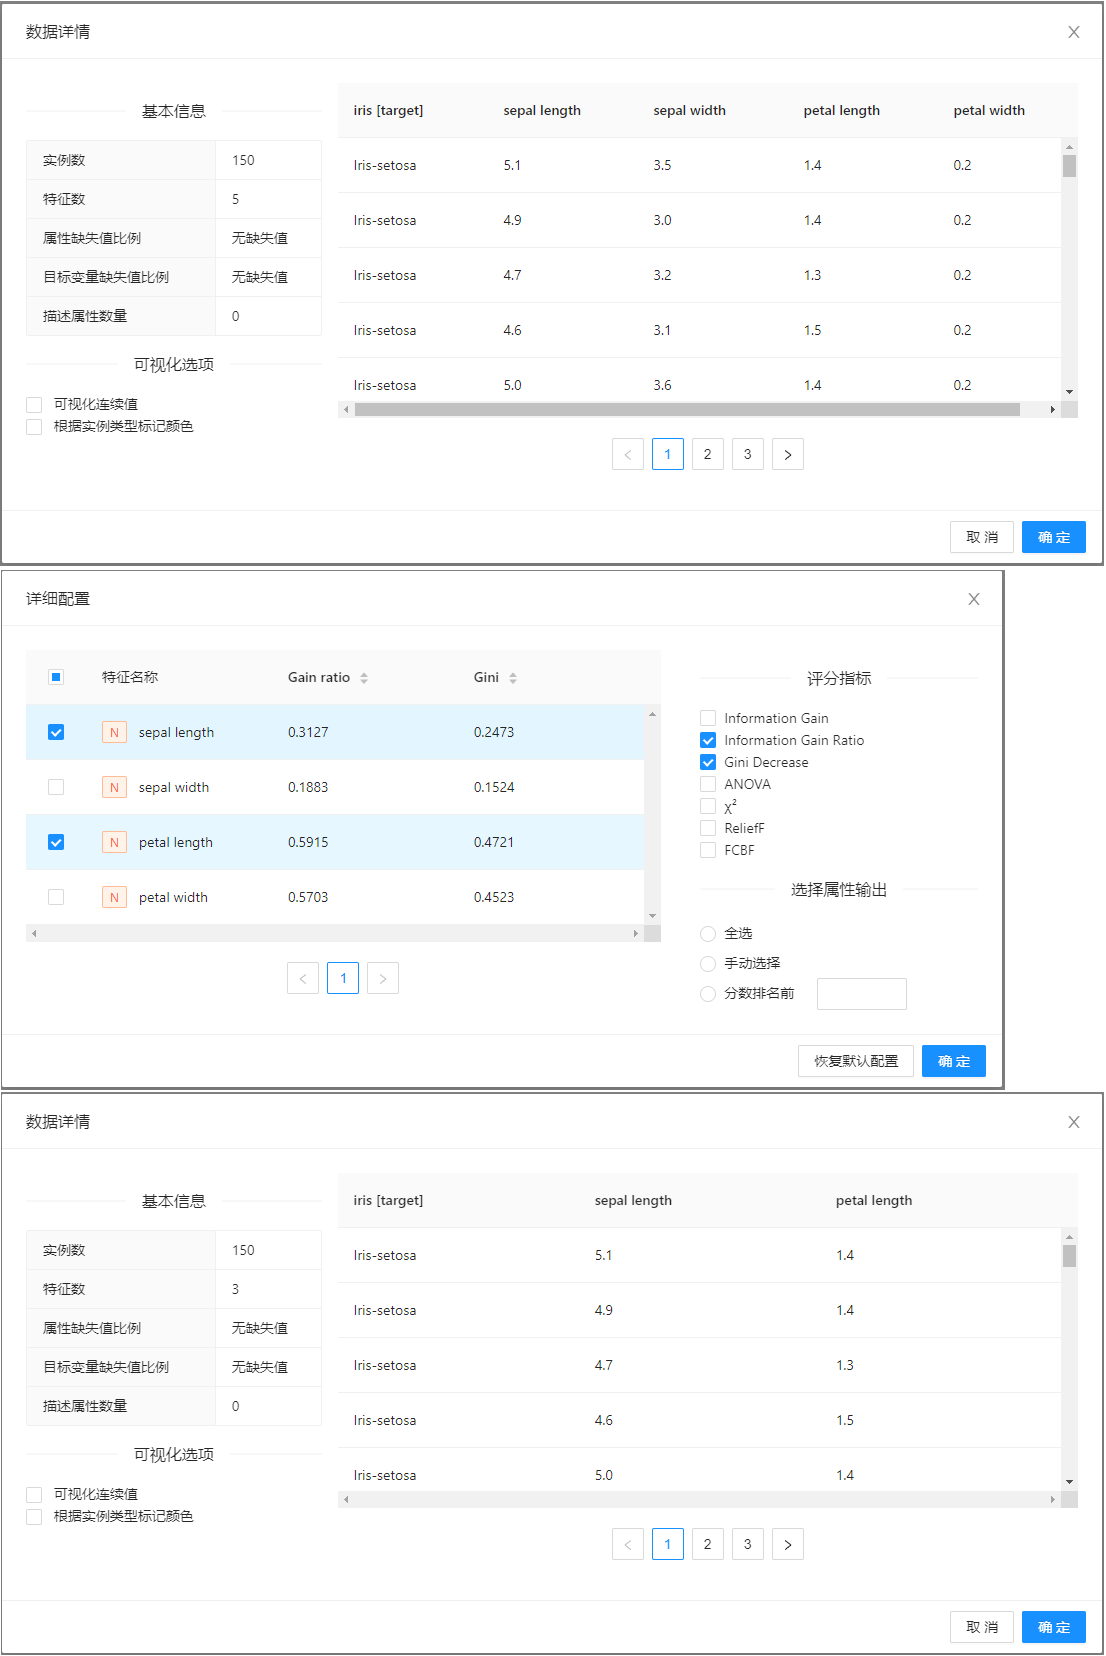 数据详情
基本信息
实例数 150
特征数 5
属性缺失值比例 无缺失值
目标变量缺失值比例 无缺失值
描述属性数量 0
可视化选项
可视化连续值
根据实例类型标记颜色
iris [target] sepal length sepal width petal length petal width
Iris-setosa 5.1 3.5 1.4 0.2
Iris-setosa 4.9 3.0 1.4 0.2
Iris-setosa 4.7 3.2 1.3 0.2
Iris-setosa 4.6 3.1 1.5 0.2
Iris-setosa 5.0 3.6 1.4 0.2
< 1 2 3 >
取 消 确 定
详细配置
特征名称 Gain ratio Gini
N sepal length 0.3127 0.2473
N sepal width 0.1883 0.1524
N petal length 0.5915 0.4721
N petal width 0.5703 0.4523
< 1 >
评分指标
Information Gain
Information Gain Ratio
Gini Decrease
ANOVA
χ²
ReliefF
FCBF
选择属性输出
全选
手动选择
分数排名前
恢复默认配置 确 定
数据详情
基本信息
实例数 150
特征数 3
属性缺失值比例 无缺失值
目标变量缺失值比例 无缺失值
描述属性数量 0
可视化选项
可视化连续值
根据实例类型标记颜色
iris [target] sepal length petal length
Iris-setosa 5.1 1.4
Iris-setosa 4.9 1.4
Iris-setosa 4.7 1.3
Iris-setosa 4.6 1.5
Iris-setosa 5.0 1.4
< 1 2 3 >
取 消 确 定